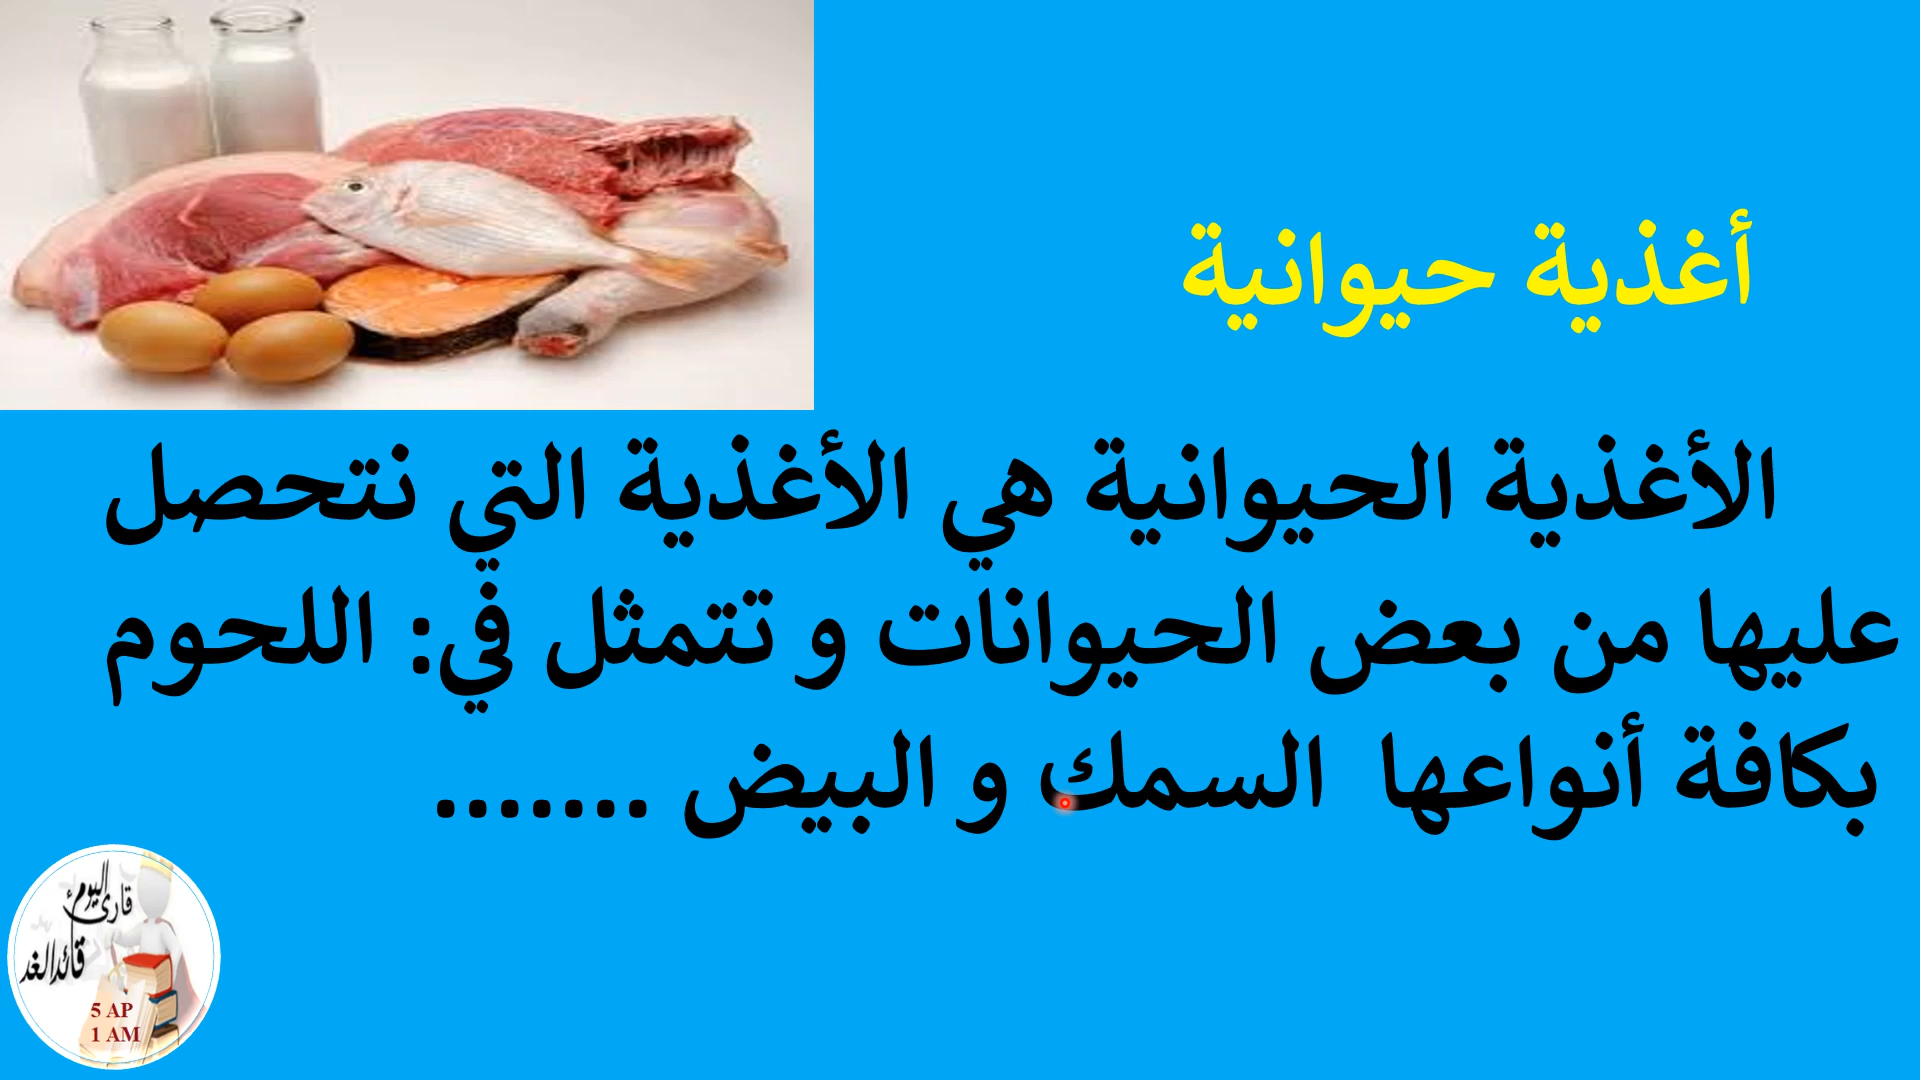 أغذية حيوانية
الأغذية الحيوانية هي الأغذية التي نتحصل
عليها من بعض الحيوانات و تتمثل في: اللحوم
بكافة أنواعها السمك و البيض .......
قارئ اليوم
قائد الغد
5 AP
1 AM